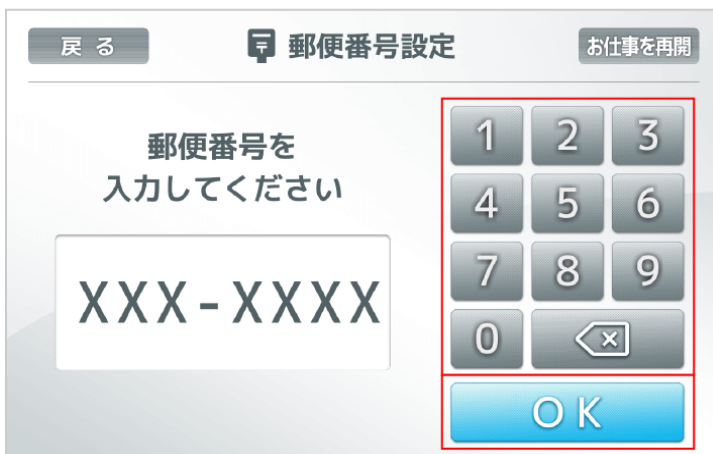 戻る
郵便番号設定
お仕事を再開
郵便番号を
入力してください
XXX-XXXX
1 2 3
4 5 6
7 8 9
0
OK